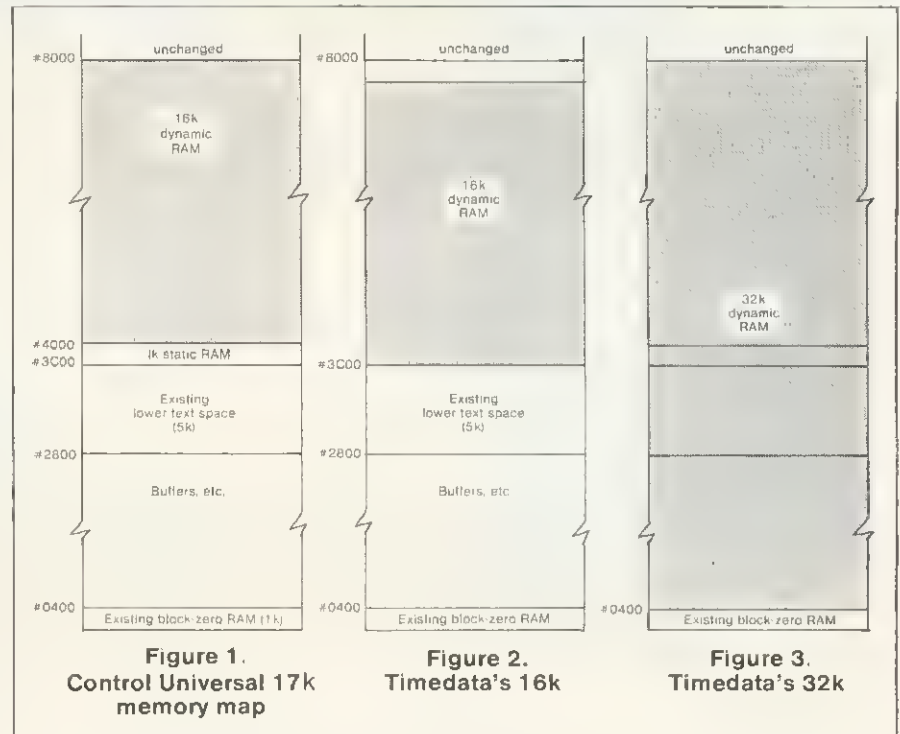 unchanged
#8000
16k
dynamic
RAM
#4000
1k static RAM
#3C00
Existing
lower text space
(5k)
#2800
Buffers, etc,
#0400
Existing block-zero RAM (1k)
Figure 1.
Control Universal 17k
memory map
unchanged
#8000
16k
dynamic
RAM
#3C00
Existing
lower text space
(5k)
#2800
Buffers, etc
#0400
Existing block-zero RAM
Figure 2.
Timedata's 16k
unchanged
32k
dynamic
RAM
#0400
Existing block-zero RAM
Figure 3.
Timedata's 32k